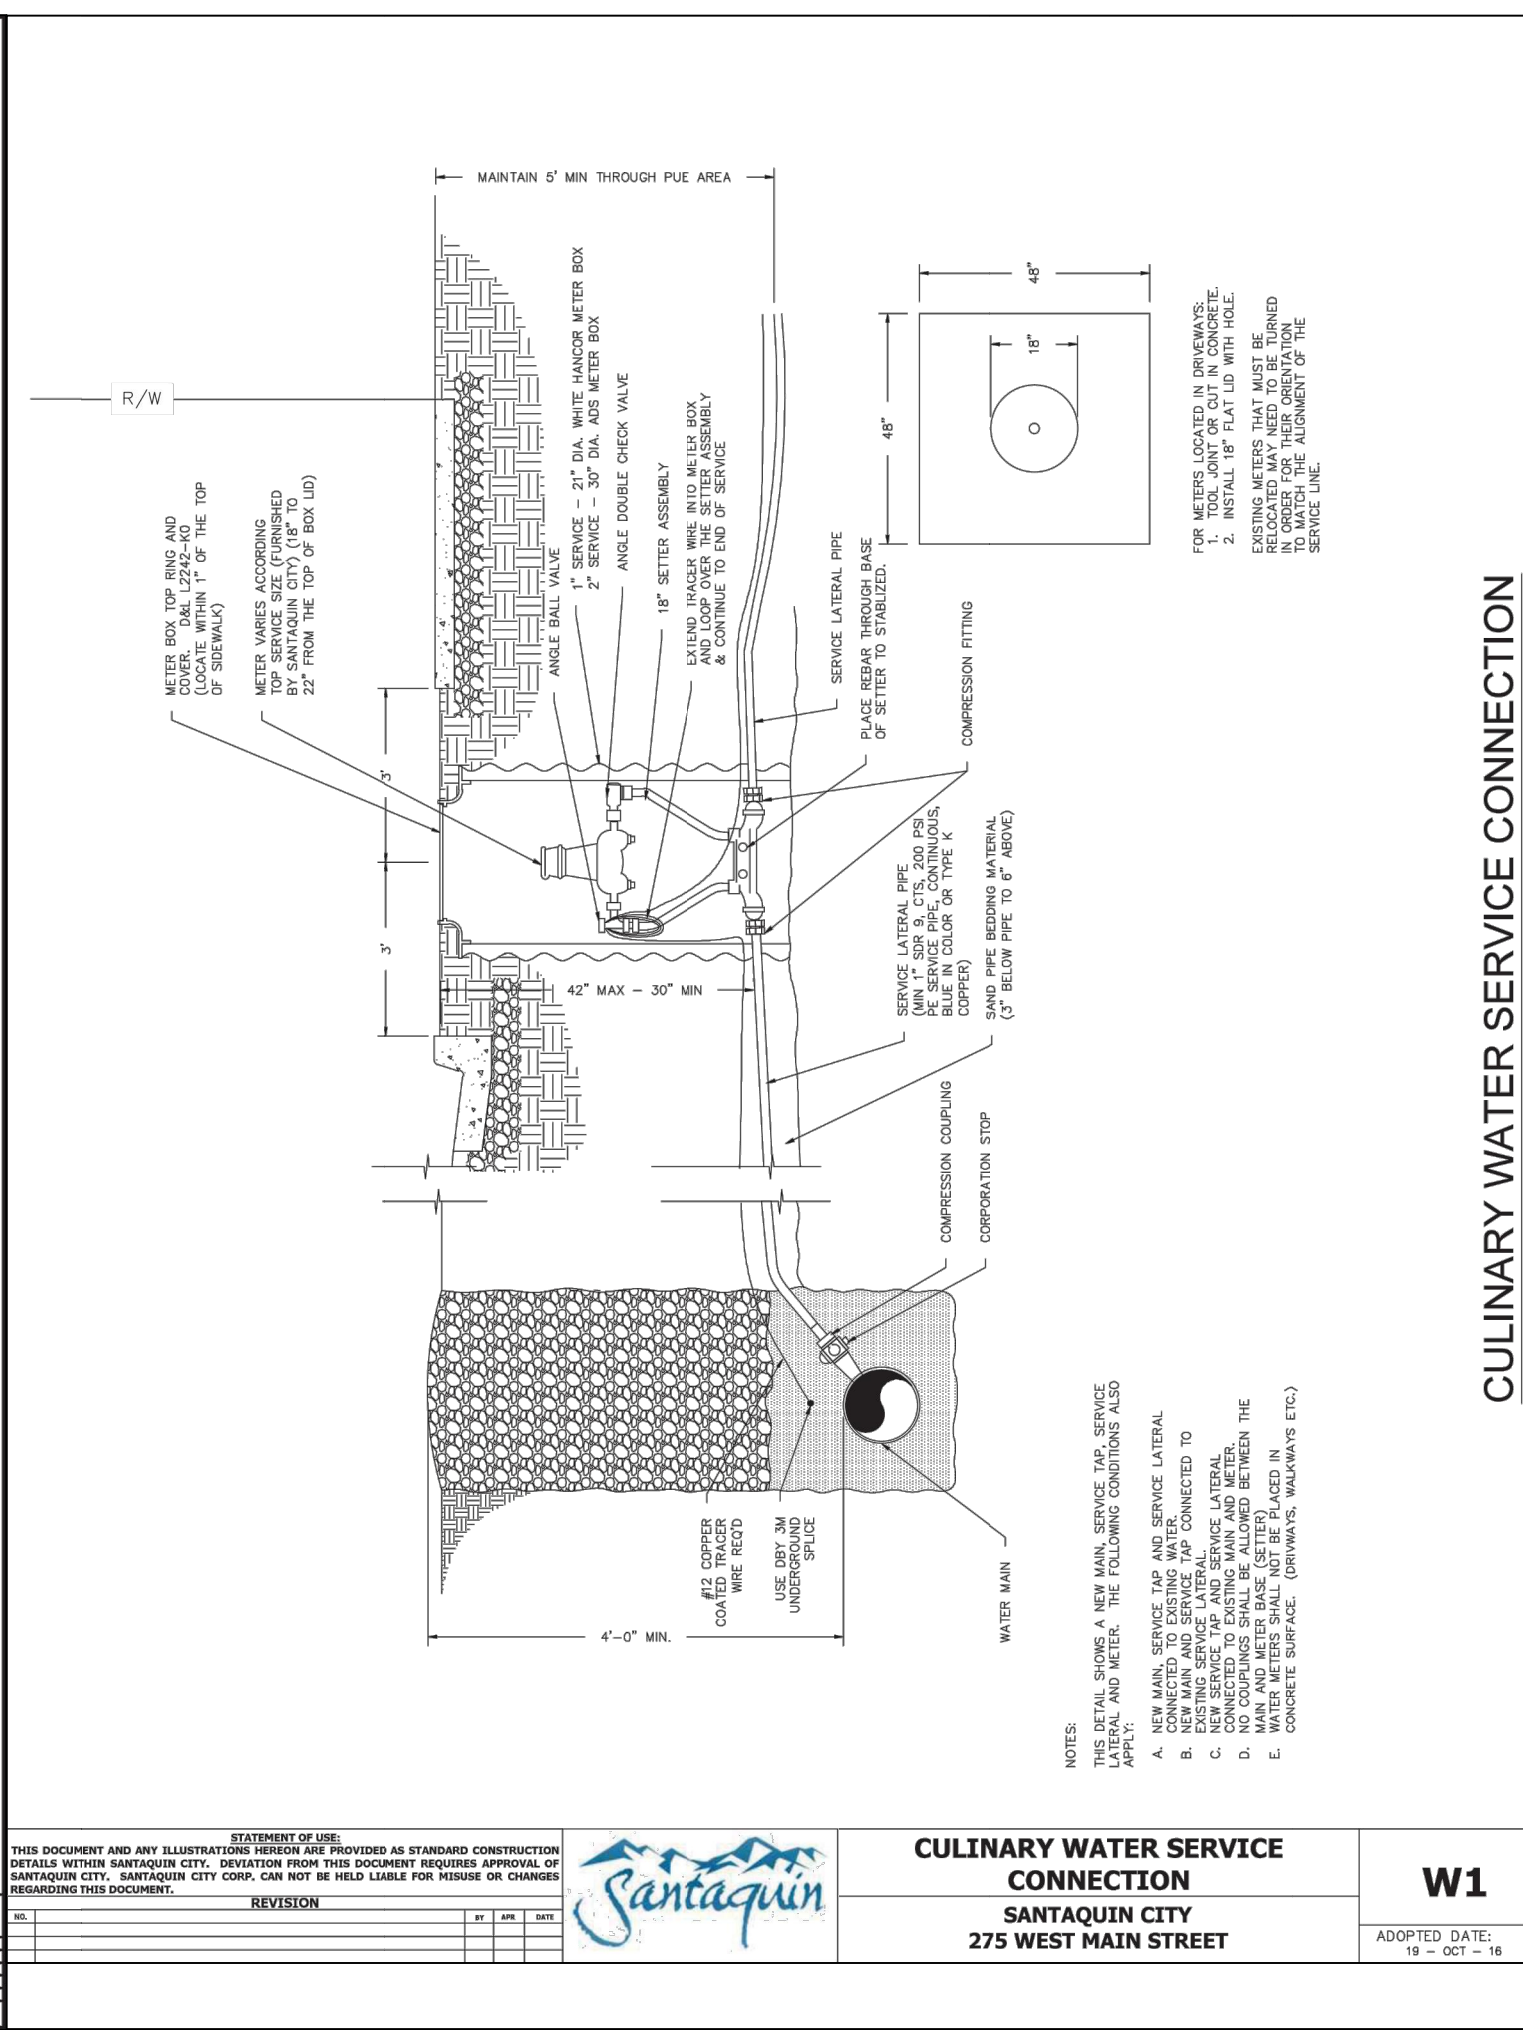 MAINTAIN 5' MIN THROUGH PUE AREA
R/W
METER BOX TOP RING AND
COVER.  D&L L2242-K0
(LOCATE WITHIN 1" OF THE TOP
OF SIDEWALK)
METER VARIES ACCORDING
TOP SERVICE SIZE (FURNISHED
BY SANTAQUIN CITY) (18" TO
22" FROM THE TOP OF BOX LID)
3'
3'
ANGLE BALL VALVE
1" SERVICE - 21" DIA. WHITE HANCOR METER BOX
2" SERVICE - 30" DIA. ADS METER BOX
ANGLE DOUBLE CHECK VALVE
18" SETTER ASSEMBLY
EXTEND TRACER WIRE INTO METER BOX
AND LOOP OVER THE SETTER ASSEMBLY
& CONTINUE TO END OF SERVICE
SERVICE LATERAL PIPE
PLACE REBAR THROUGH BASE
OF SETTER TO STABLIZED.
COMPRESSION FITTING
42" MAX - 30" MIN
SERVICE LATERAL PIPE
(MIN 1" SDR 9, CTS, 200 PSI
PE SERVICE PIPE, CONTINUOUS,
BLUE IN COLOR OR TYPE K
COPPER)
SAND PIPE BEDDING MATERIAL
(3" BELOW PIPE TO 6" ABOVE)
COMPRESSION COUPLING
CORPORATION STOP
48"
48"
18"
FOR METERS LOCATED IN DRIVEWAYS:
1. TOOL JOINT OR CUT IN CONCRETE.
2. INSTALL 18" FLAT LID WITH HOLE.
EXISTING METERS THAT MUST BE
RELOCATED MAY NEED TO BE TURNED
IN ORDER FOR THEIR ORIENTATION
TO MATCH THE ALIGNMENT OF THE
SERVICE LINE.
#12 COPPER
COATED TRACER
WIRE REQ'D
USE DBY 3M
UNDERGROUND
SPLICE
4'-0" MIN.
WATER MAIN
NOTES:
THIS DETAIL SHOWS A NEW MAIN, SERVICE TAP, SERVICE
LATERAL AND METER.  THE FOLLOWING CONDITIONS ALSO
APPLY:
A. NEW MAIN, SERVICE TAP AND SERVICE LATERAL
CONNECTED TO EXISTING WATER.
B. NEW MAIN AND SERVICE TAP CONNECTED TO
EXISTING SERVICE LATERAL.
C. NEW SERVICE TAP AND SERVICE LATERAL
CONNECTED TO EXISTING MAIN AND METER.
D. NO COUPLINGS SHALL BE ALLOWED BETWEEN THE
MAIN AND METER BASE (SETTER)
E. WATER METERS SHALL NOT BE PLACED IN
CONCRETE SURFACE.  (DRIVWAYS, WALKWAYS ETC.)
CULINARY WATER SERVICE CONNECTION
STATEMENT OF USE:
THIS DOCUMENT AND ANY ILLUSTRATIONS HEREON ARE PROVIDED AS STANDARD CONSTRUCTION
DETAILS WITHIN SANTAQUIN CITY.  DEVIATION FROM THIS DOCUMENT REQUIRES APPROVAL OF
SANTAQUIN CITY.  SANTAQUIN CITY CORP. CAN NOT BE HELD LIABLE FOR MISUSE OR CHANGES
REGARDING THIS DOCUMENT.
REVISION
NO. BY APR DATE
Santaquin
CULINARY WATER SERVICE
CONNECTION
SANTAQUIN CITY
275 WEST MAIN STREET
W1
ADOPTED DATE:
19 - OCT - 16